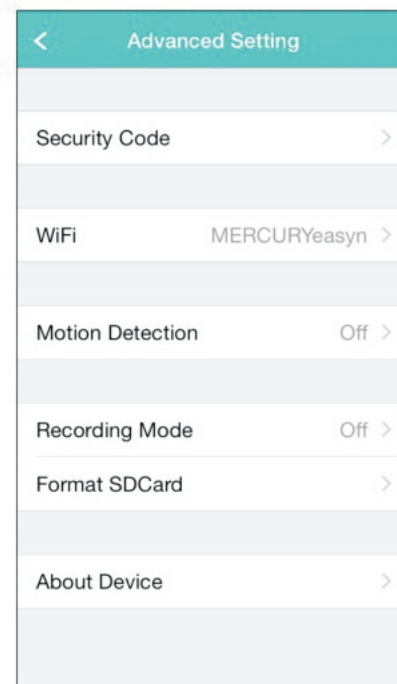 Advanced Setting
Security Code
WiFi MERCURYeasyn
Motion Detection Off
Recording Mode Off
Format SDCard
About Device